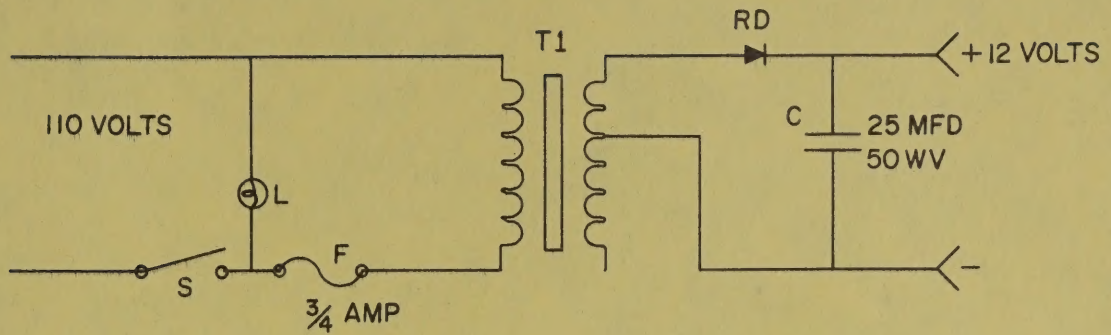 RD
T1
+12 VOLTS
110 VOLTS
C
25 MFD
50 WV
L
F
S
3/4 AMP
-